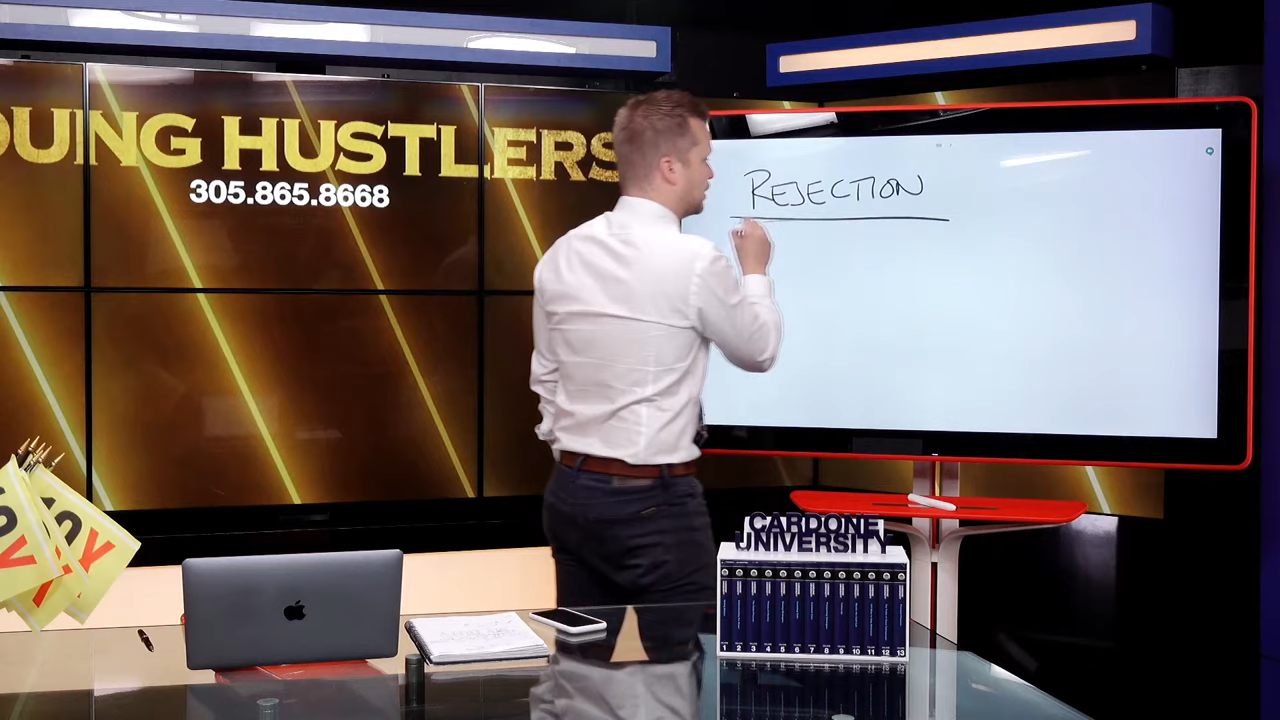 OUNG HUSTLERS
305.865.8668
REJECTION
CARDONE
UNIVERSITY
1 2 3 4 5 6 7 8 9 10 11 12 13